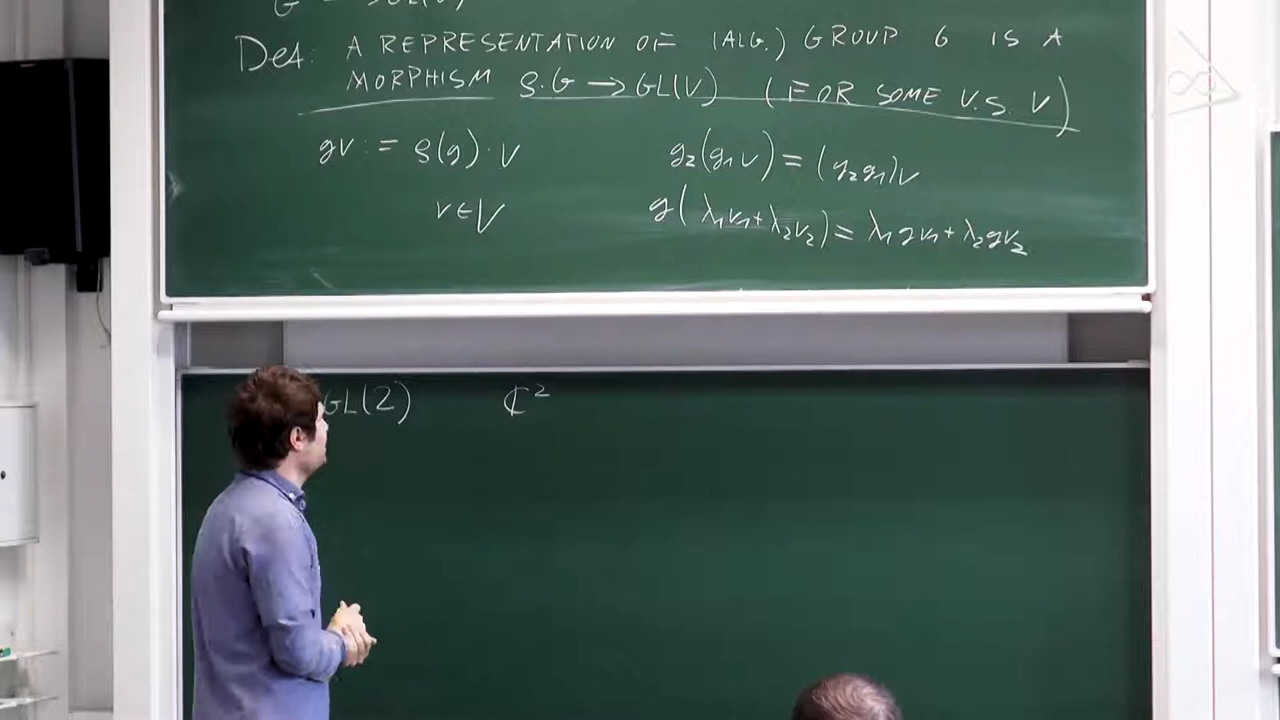 Def: A REPRESENTATION OF (ALG.) GROUP G IS A
MORPHISM ρ: G → GL(V) (FOR SOME V.S. V)
gv := ρ(g)·v
v ∈ V
g₂(g₁v) = (g₂g₁)v
g(λ₁v₁+λ₂v₂) = λ₁gv₁+λ₂gv₂
GL(2) ℂ²